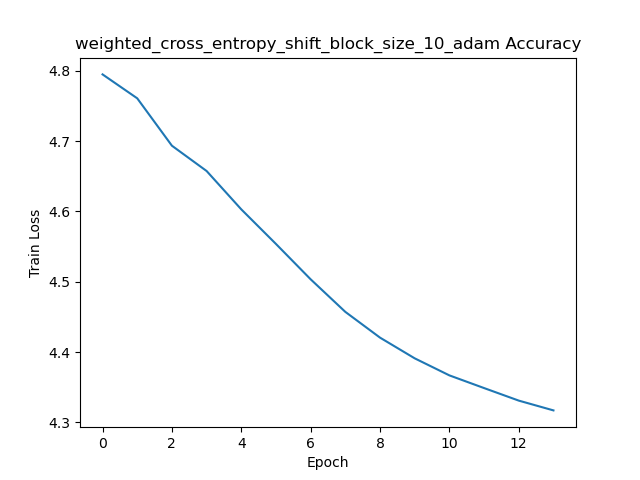 weighted_cross_entropy_shift_block_size_10_adam Accuracy
4.8
4.7
4.6
4.5
4.4
4.3
Train Loss
0 2 4 6 8 10 12
Epoch